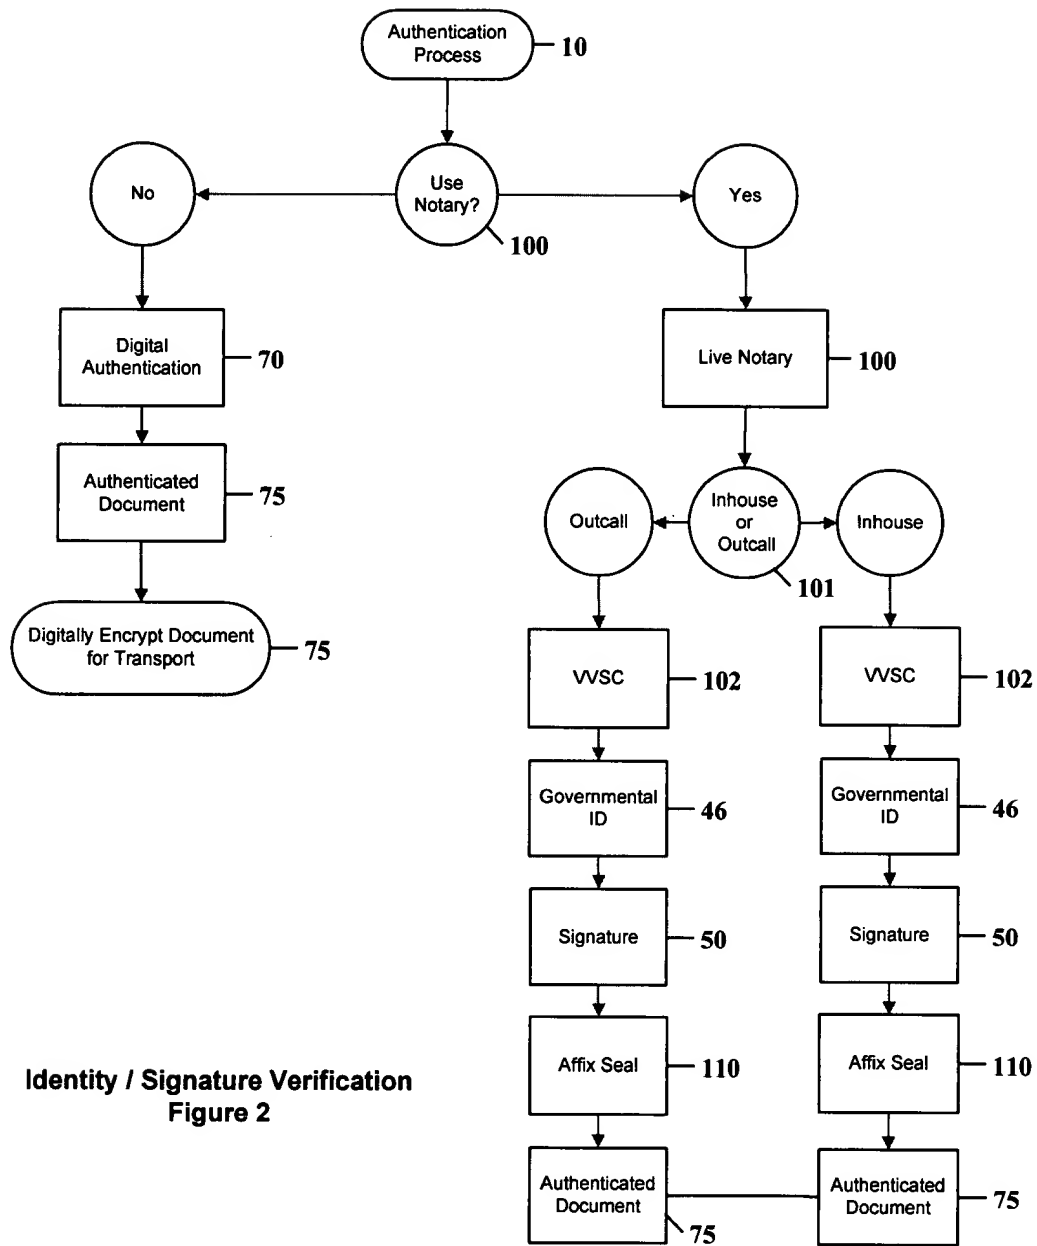 Authentication
Process
10
No
Use
Notary?
100
Yes
Digital
Authentication
70
Live Notary
100
Authenticated
Document
75
Outcall
Inhouse
or
Outcall
101
Inhouse
Digitally Encrypt Document
for Transport
75
VVSC
102
VVSC
102
Governmental
ID
46
Governmental
ID
46
Signature
50
Signature
50
Affix Seal
110
Affix Seal
110
Identity / Signature Verification
Figure 2
Authenticated
Document
75
Authenticated
Document
75